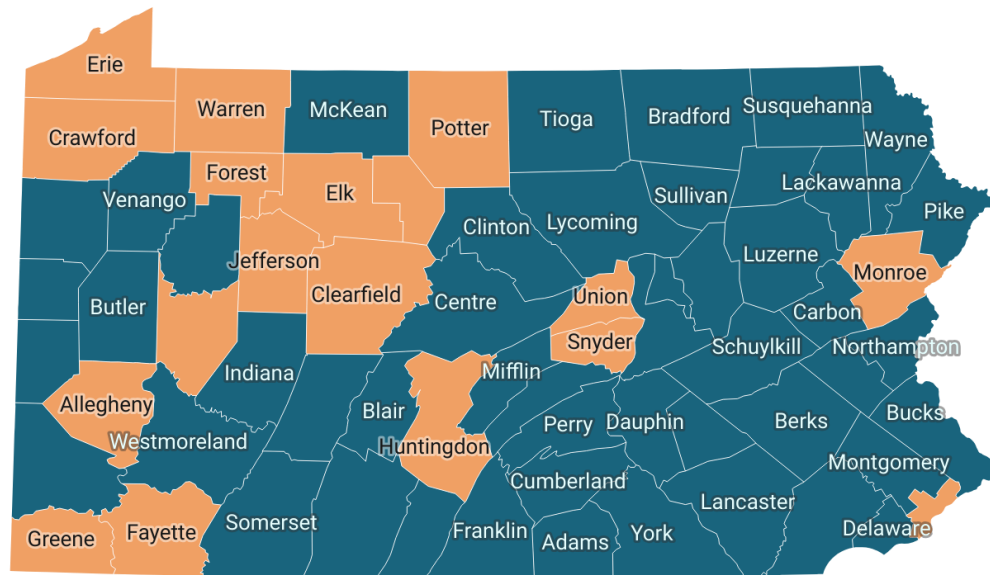 Erie
Warren
McKean
Potter
Tioga
Bradford
Susquehanna
Crawford
Wayne
Forest
Venango
Elk
Lackawanna
Sullivan
Pike
Clinton
Lycoming
Luzerne
Jefferson
Monroe
Clearfield
Union
Centre
Butler
Carbon
Snyder
Schuylkill
Northampton
Indiana
Mifflin
Allegheny
Blair
Bucks
Perry
Dauphin
Berks
Westmoreland
Huntingdon
Montgomery
Cumberland
Lancaster
Somerset
Delaware
Franklin
Fayette
York
Greene
Adams